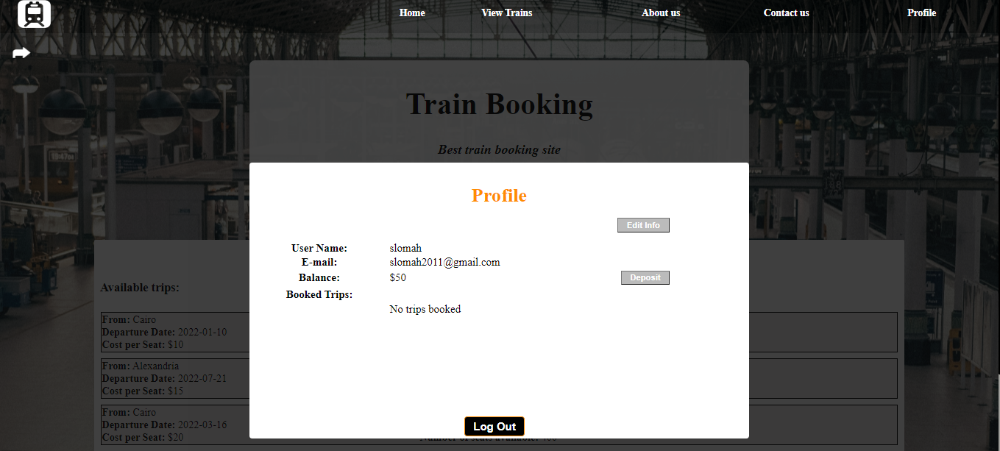 Home View Trains About us Contact us Profile
Train Booking
Best train booking site
Profile
Edit Info
User Name: slomah
E-mail: slomah2011@gmail.com
Balance: $50 Deposit
Booked Trips:
No trips booked
Log Out
Available trips:
From: Cairo
Departure Date: 2022-01-10
Cost per Seat: $10
From: Alexandria
Departure Date: 2022-07-21
Cost per Seat: $15
From: Cairo
Departure Date: 2022-03-16
Cost per Seat: $20